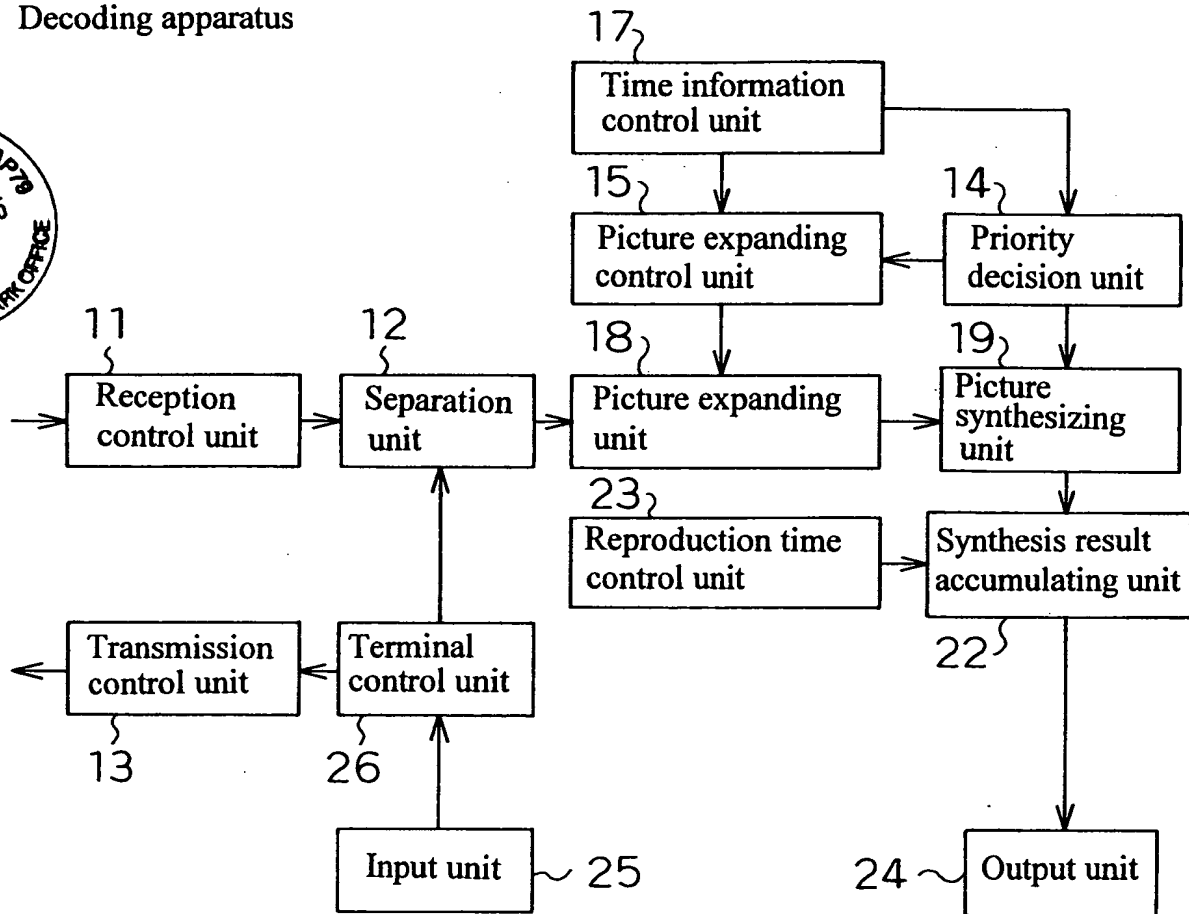 Decoding apparatus
17
Time information
control unit
15
Picture expanding
control unit
14
Priority
decision unit
11
Reception
control unit
12
Separation
unit
18
Picture expanding
unit
19
Picture
synthesizing
unit
23
Reproduction time
control unit
Synthesis result
accumulating unit
22
Transmission
control unit
13
Terminal
control unit
26
Input unit
25
24
Output unit
OFFICE